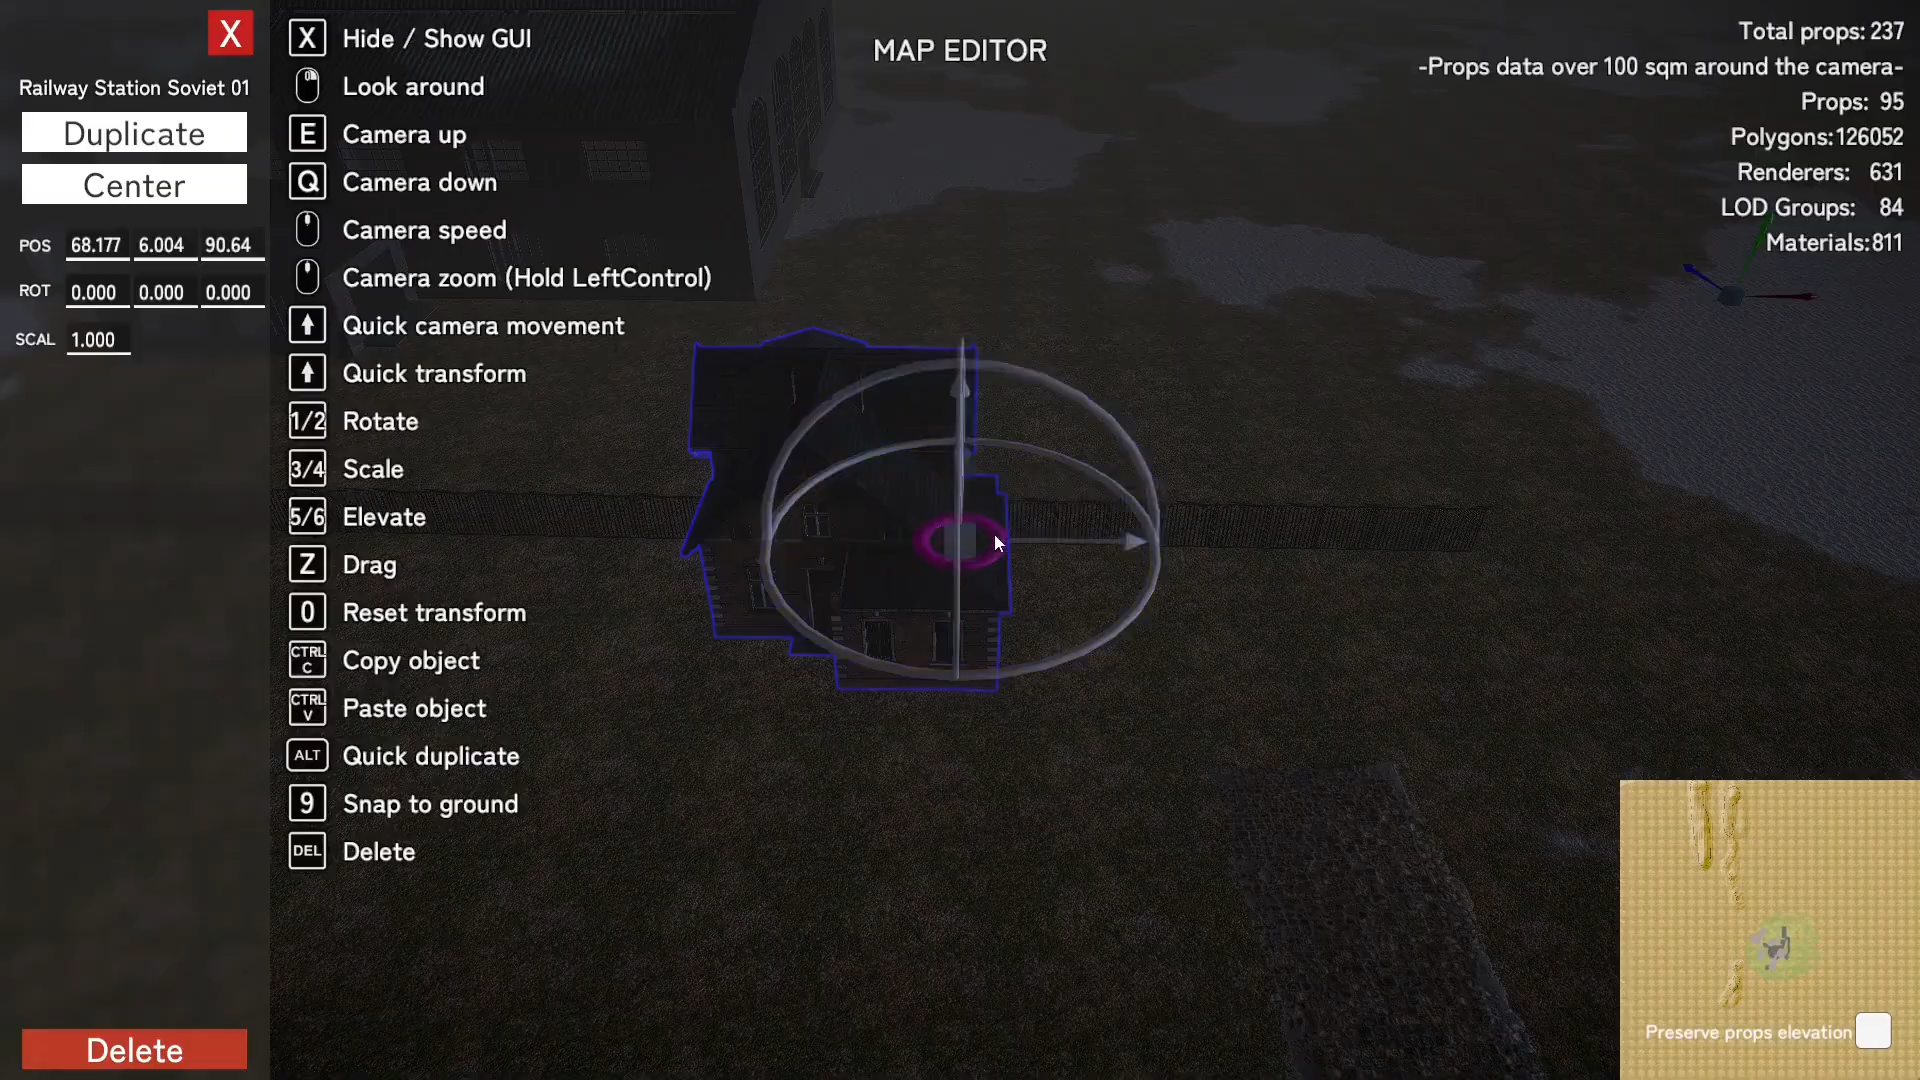 X
Railway Station Soviet 01
Duplicate
Center
POS 68.177 6.004 90.64
ROT 0.000 0.000 0.000
SCAL 1.000
Delete
X Hide / Show GUI
Look around
E Camera up
Q Camera down
Camera speed
Camera zoom (Hold LeftControl)
Quick camera movement
Quick transform
1/2 Rotate
3/4 Scale
5/6 Elevate
Z Drag
0 Reset transform
CTRL C Copy object
CTRL V Paste object
ALT Quick duplicate
9 Snap to ground
DEL Delete
MAP EDITOR
Total props: 237
-Props data over 100 sqm around the camera-
Props: 95
Polygons:126052
Renderers: 631
LOD Groups: 84
Materials:811
Preserve props elevation